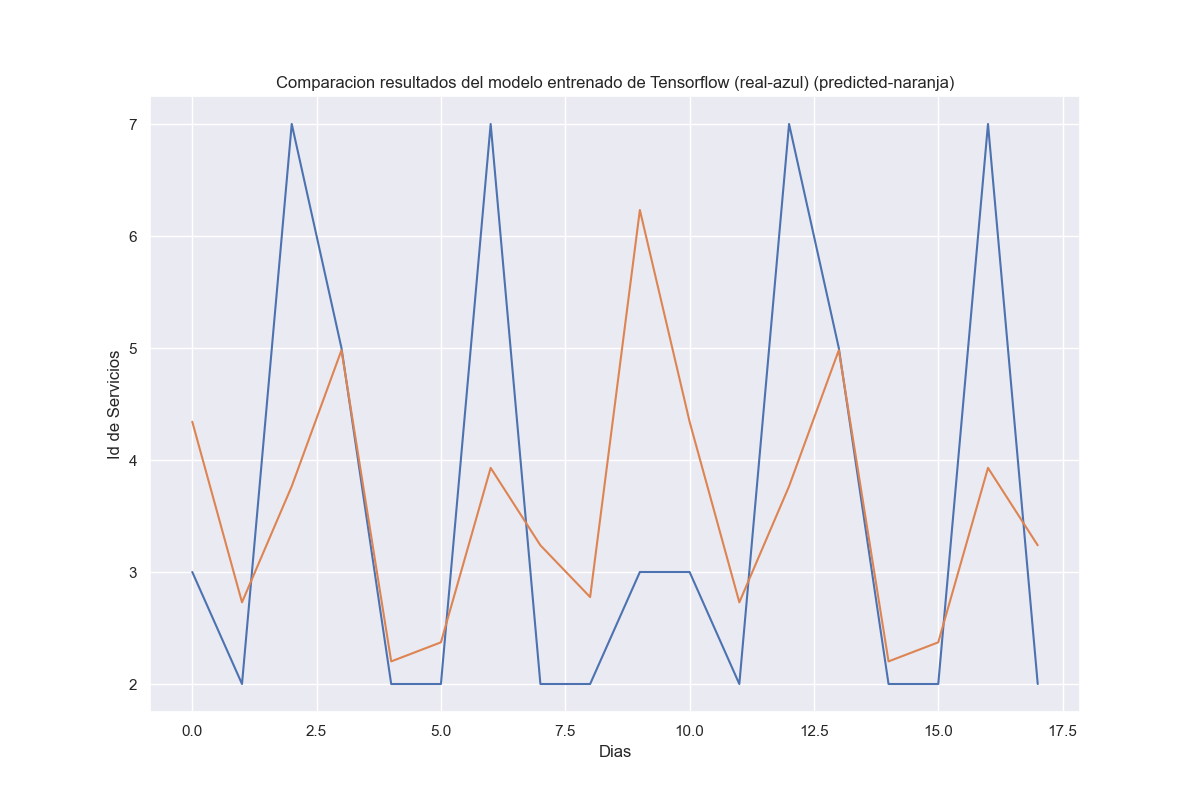 Comparacion resultados del modelo entrenado de Tensorflow (real-azul) (predicted-naranja)
7
6
5
4
3
2
Id de Servicios
0.0 2.5 5.0 7.5 10.0 12.5 15.0 17.5
Dias